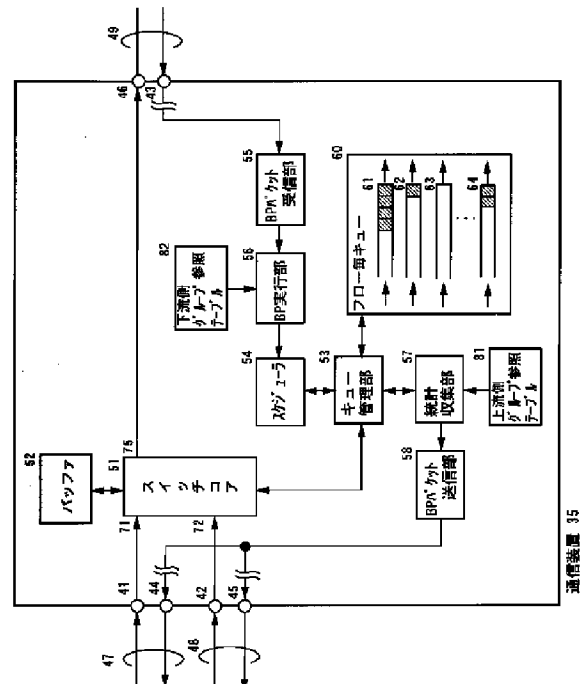 49
46
43
55
BPパケット
受信部
60
フロー毎キュー
61
62
63
64
82
下流側
グループ参照
テーブル
56
BP実行部
54
スケジューラ
53
キュー
管理部
57
統計
収集部
81
上流側
グループ参照
テーブル
58
BPパケット
送信部
52
バッファ
51
75
スイッチコア
71
72
41
44
42
45
47
48
通信装置 35